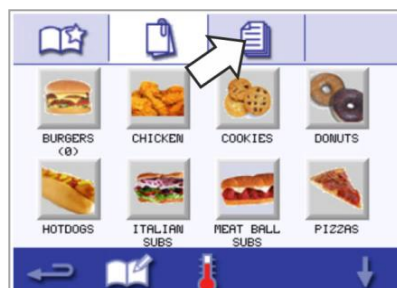 BURGERS
(0)
CHICKEN
COOKIES
DONUTS
HOTDOGS
ITALIAN
SUBS
MEAT BALL
SUBS
PIZZAS